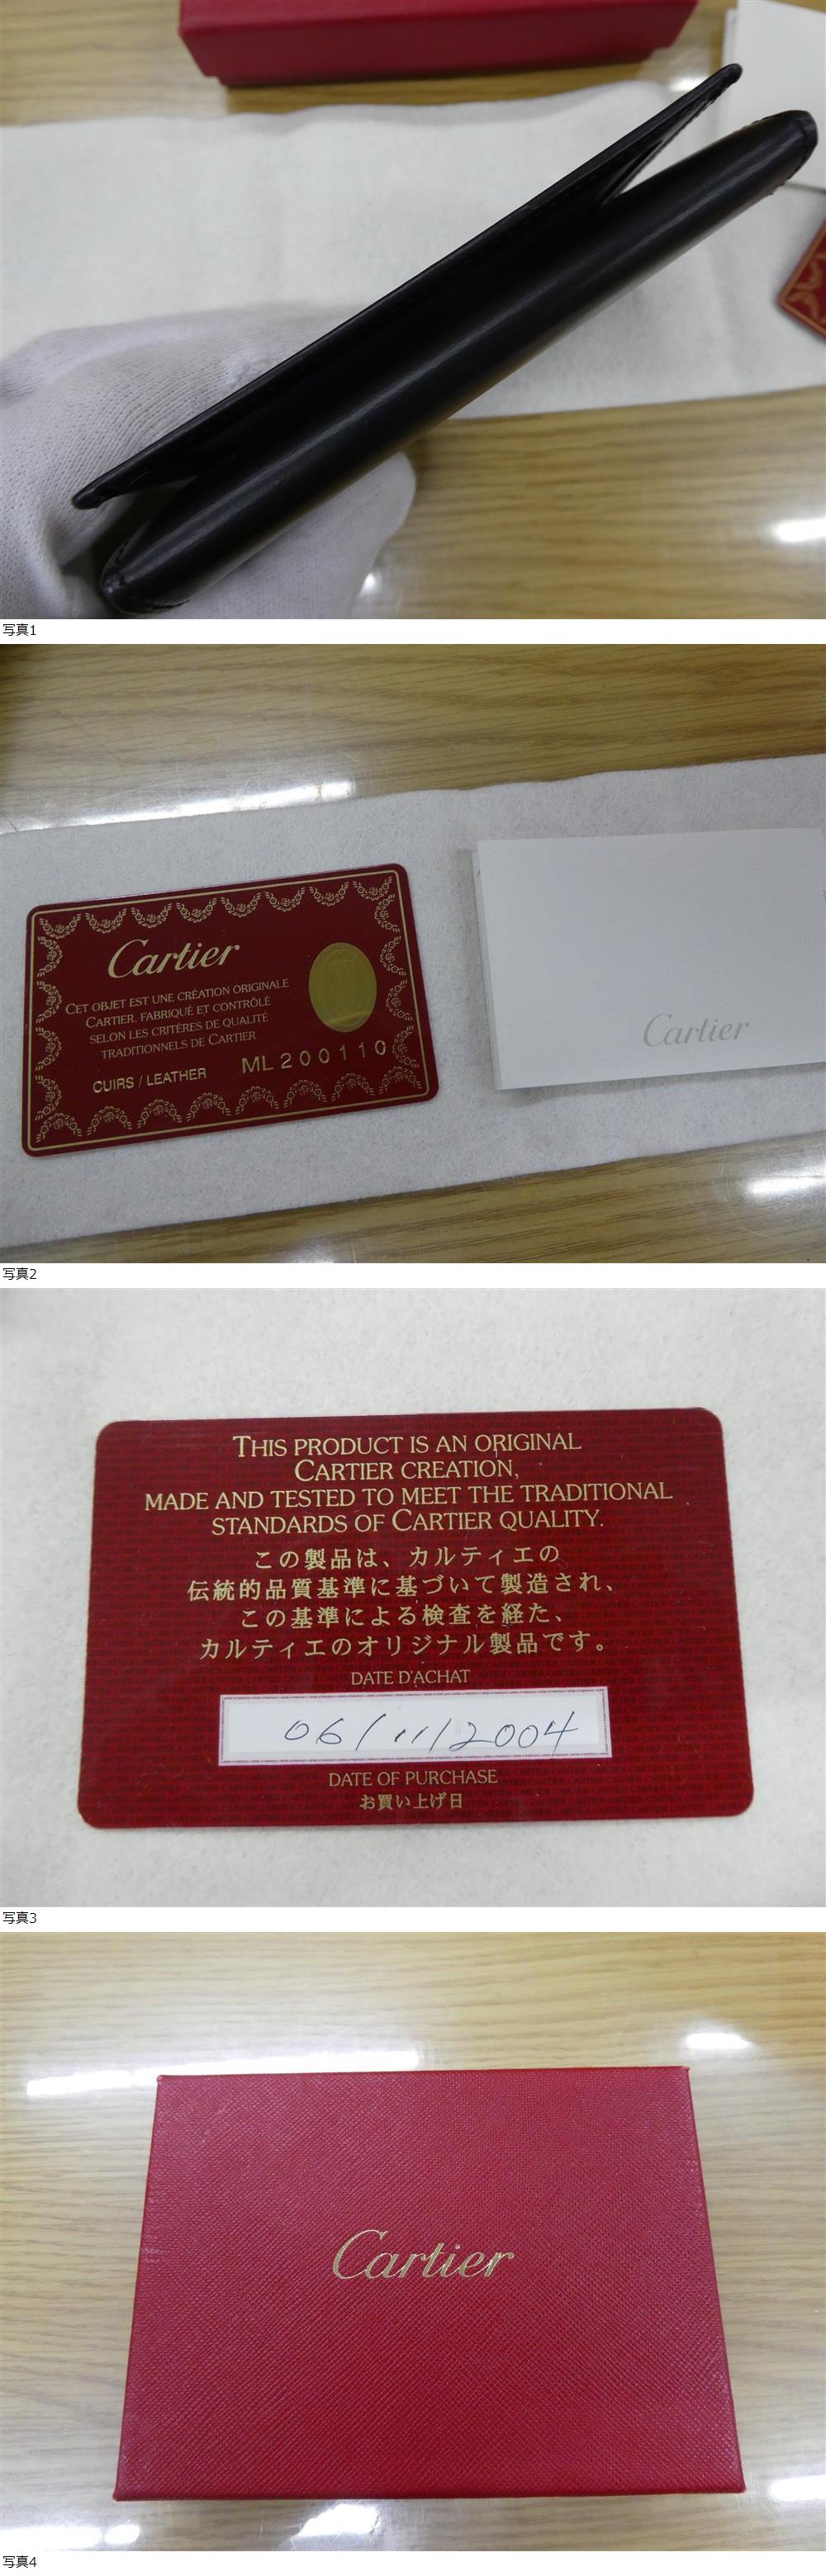 写真1
Cartier
CET OBJET EST UNE CRÉATION ORIGINALE
CARTIER, FABRIQUÉ ET CONTRÔLÉ
SELON LES CRITÈRES DE QUALITÉ
TRADITIONNELS DE CARTIER
CUIRS / LEATHER ML200110
Cartier
写真2
THIS PRODUCT IS AN ORIGINAL
CARTIER CREATION,
MADE AND TESTED TO MEET THE TRADITIONAL
STANDARDS OF CARTIER QUALITY.
この製品は、カルティエの
伝統的品質基準に基づいて製造され、
この基準による検査を経た、
カルティエのオリジナル製品です。
DATE D'ACHAT
06/11/2004
DATE OF PURCHASE
お買い上げ日
写真3
Cartier
写真4